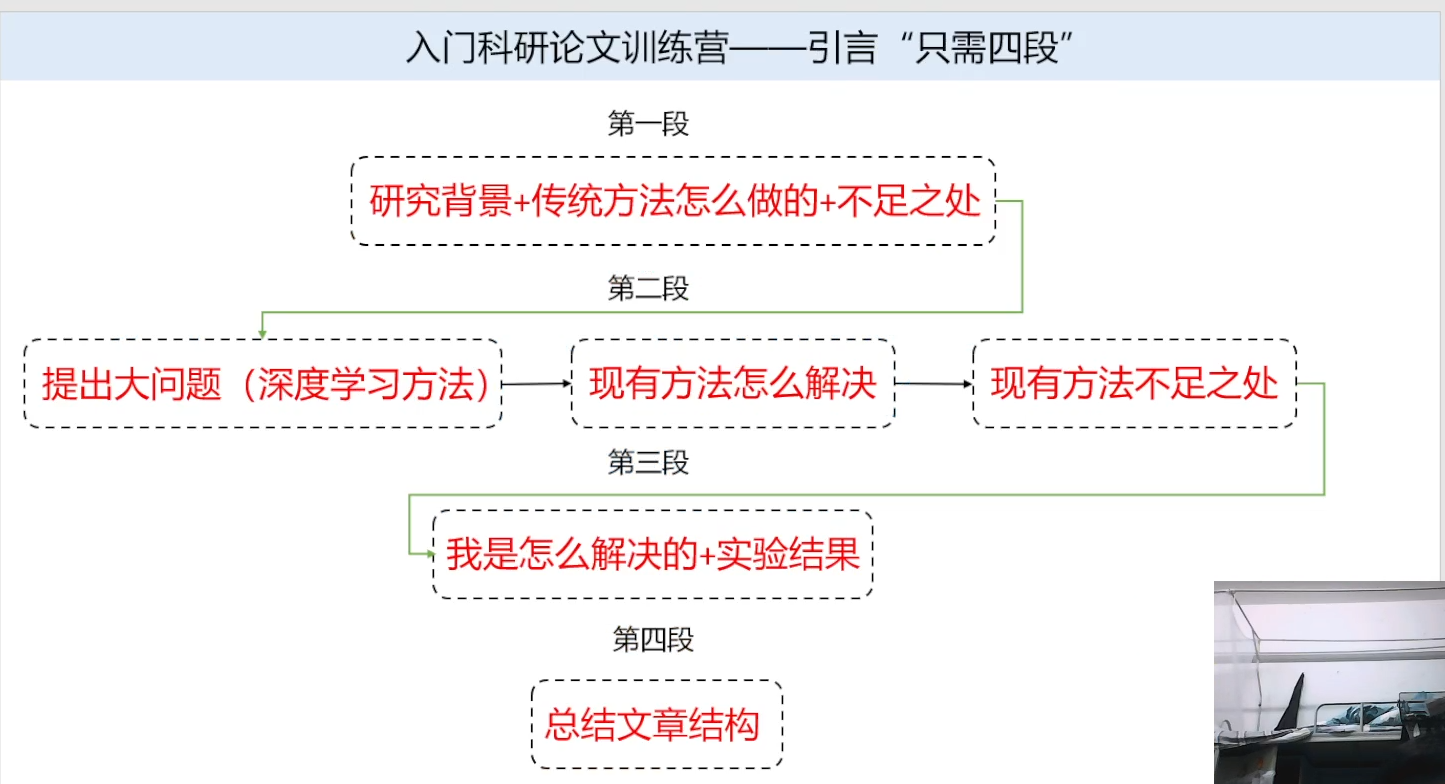 入门科研论文训练营——引言“只需四段”
第一段
研究背景+传统方法怎么做的+不足之处
第二段
提出大问题（深度学习方法）
现有方法怎么解决
现有方法不足之处
第三段
我是怎么解决的+实验结果
第四段
总结文章结构